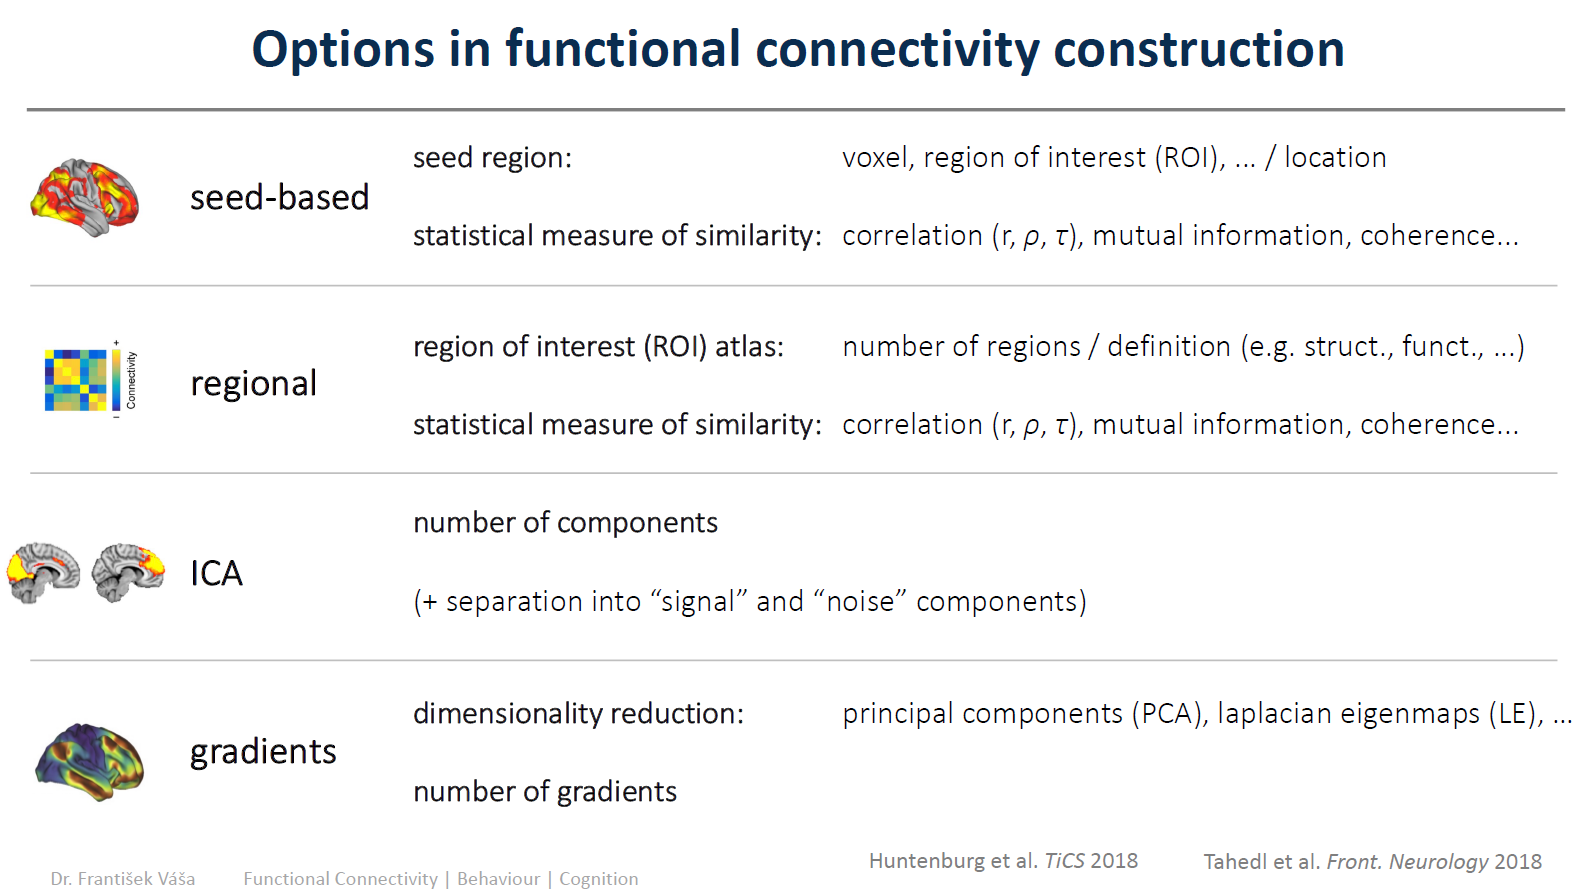 Options in functional connectivity construction
seed-based
seed region: voxel, region of interest (ROI), ... / location
statistical measure of similarity: correlation (r, ρ, τ), mutual information, coherence...
+
Connectivity
–
regional
region of interest (ROI) atlas: number of regions / definition (e.g. struct., funct., ...)
statistical measure of similarity: correlation (r, ρ, τ), mutual information, coherence...
ICA
number of components
(+ separation into “signal” and “noise” components)
gradients
dimensionality reduction: principal components (PCA), laplacian eigenmaps (LE), ...
number of gradients
Huntenburg et al. TiCS 2018 Tahedl et al. Front. Neurology 2018
Dr. František Váša Functional Connectivity | Behaviour | Cognition